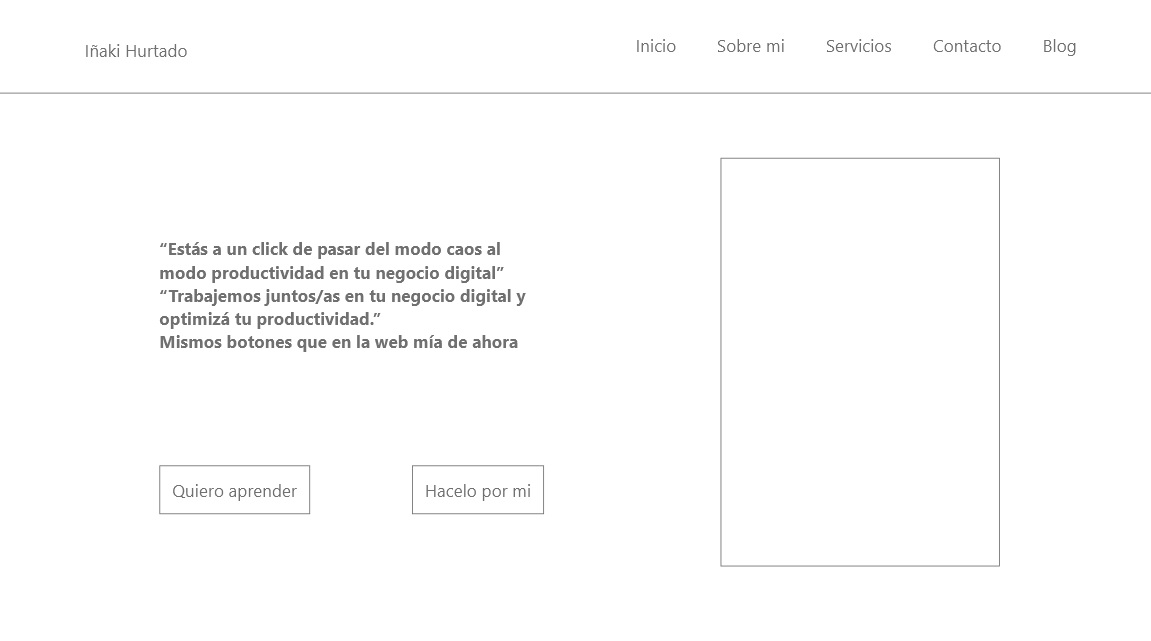 Iñaki Hurtado
Inicio Sobre mi Servicios Contacto Blog
“Estás a un click de pasar del modo caos al
modo productividad en tu negocio digital”
“Trabajemos juntos/as en tu negocio digital y
optimizá tu productividad.”
Mismos botones que en la web mía de ahora
Quiero aprender
Hacelo por mi